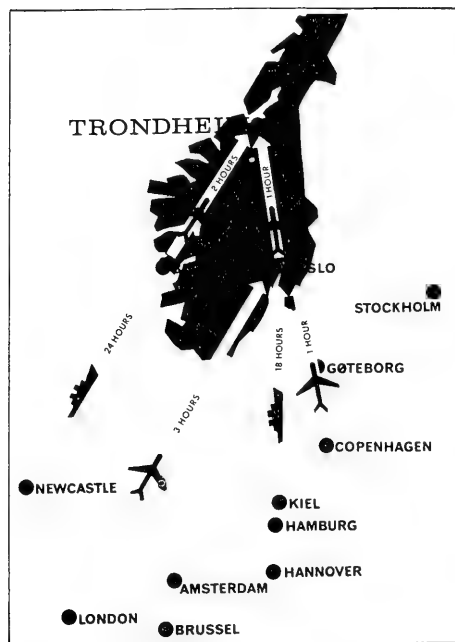 TRONDHEI
2 HOURS
1 HOUR
SLO
STOCKHOLM
24 HOURS
18 HOURS
1 HOUR
GØTEBORG
3 HOURS
COPENHAGEN
NEWCASTLE
KIEL
HAMBURG
HANNOVER
AMSTERDAM
LONDON
BRUSSEL